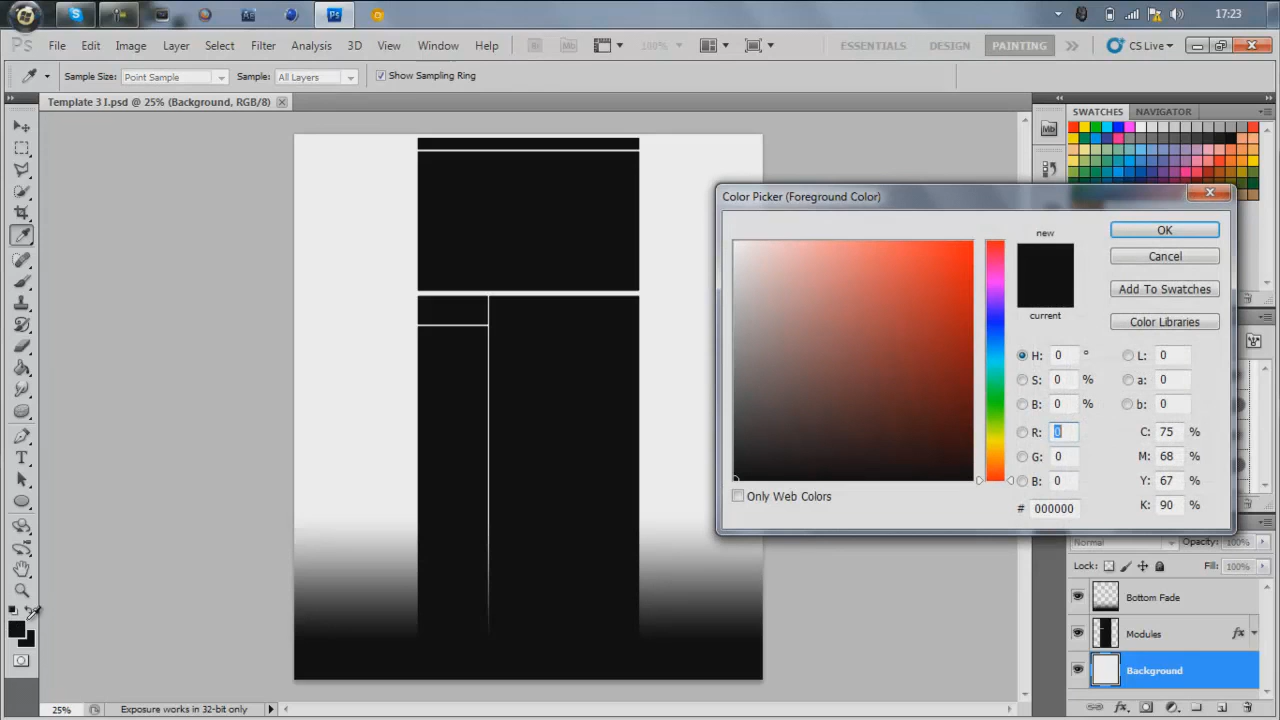 17:23
Ps File Edit Image Layer Select Filter Analysis 3D View Window Help Br Mb 100% ESSENTIALS DESIGN PAINTING CS Live
Sample Size: Point Sample Sample: All Layers Show Sampling Ring
Template 3 I.psd @ 25% (Background, RGB/8)
SWATCHES NAVIGATOR
Color Picker (Foreground Color)
new
OK
Cancel
Add To Swatches
current
Color Libraries
H: 0 ° L: 0
S: 0 % a: 0
B: 0 % b: 0
R: 0 C: 75 %
G: 0 M: 68 %
B: 0 Y: 67 %
# 000000 K: 90 %
Only Web Colors
Normal Opacity: 100%
Lock: Fill: 100%
Bottom Fade
Modules fx
Background
25% Exposure works in 32-bit only